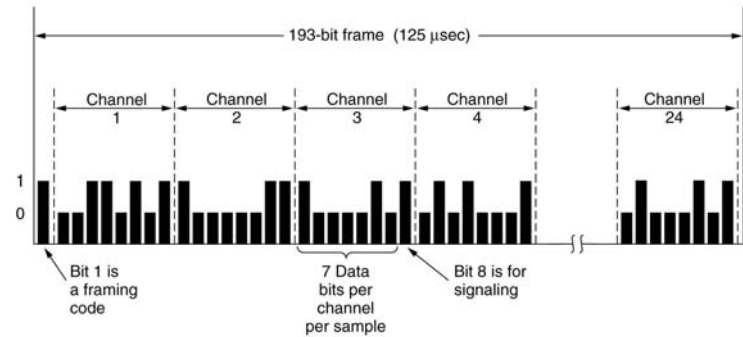 193-bit frame (125 μsec)
Channel
1
Channel
2
Channel
3
Channel
4
Channel
24
1
0
Bit 1 is
a framing
code
7 Data
bits per
channel
per sample
Bit 8 is for
signaling